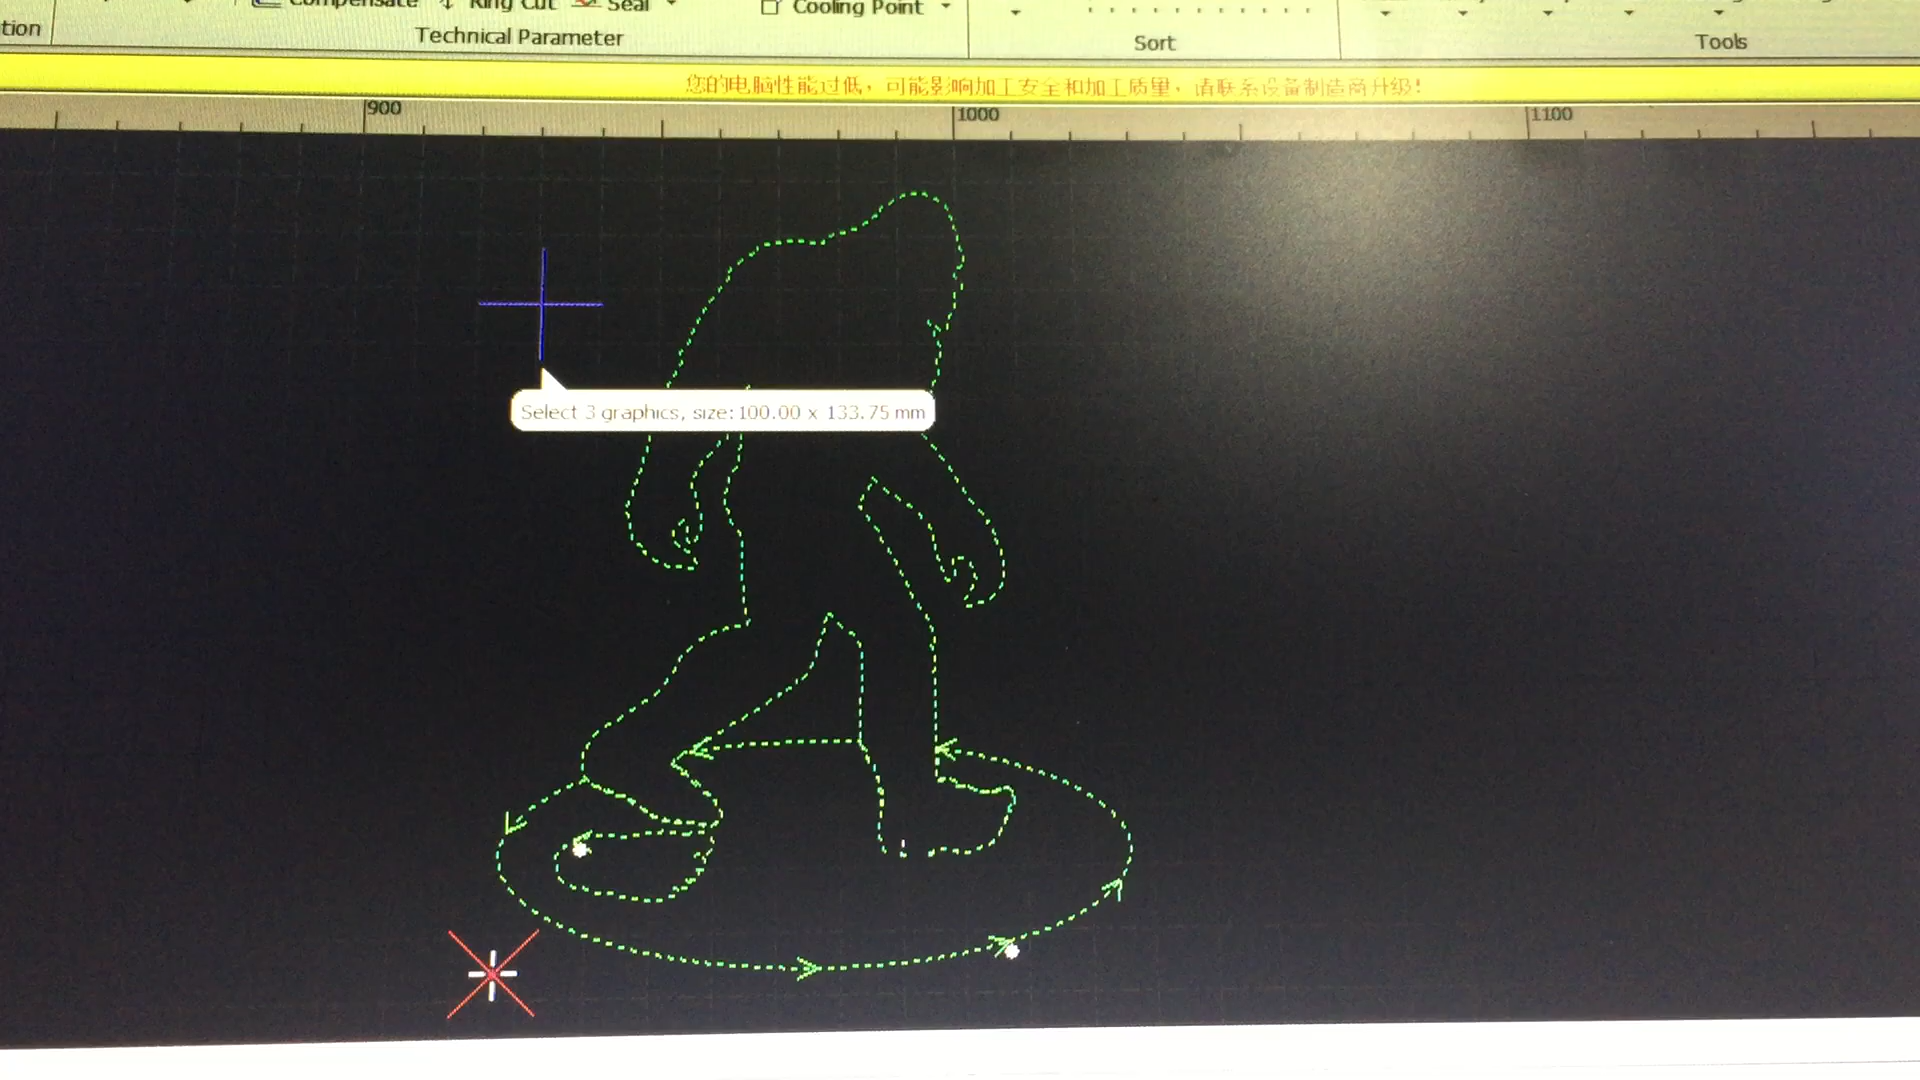 Compensate Ring Cut Seal Cooling Point
tion Technical Parameter Sort Tools
您的电脑性能过低，可能影响加工安全和加工质量，请联系设备制造商升级！
900 1000 1100
Select 3 graphics, size:100.00 x 133.75 mm